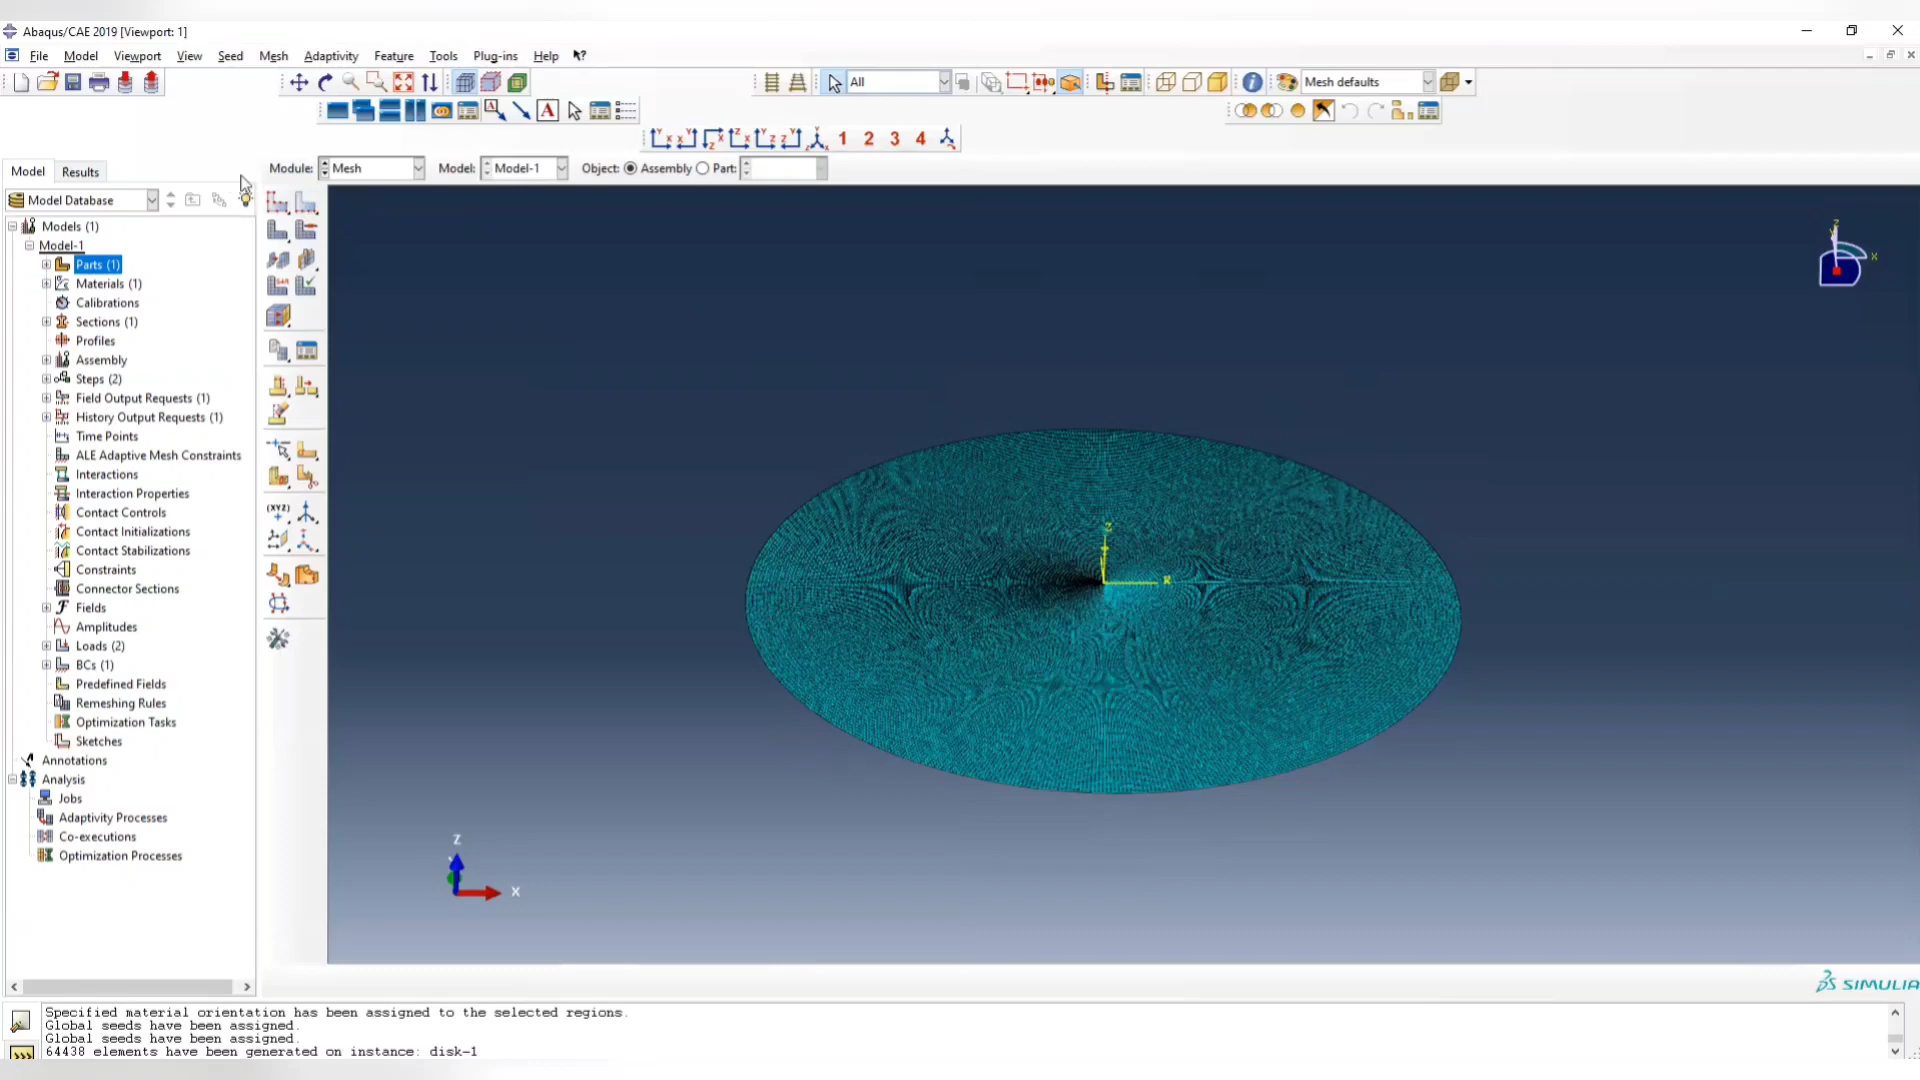 Abaqus/CAE 2019 [Viewport: 1]
File Model Viewport View Seed Mesh Adaptivity Feature Tools Plug-ins Help
All
Mesh defaults
A A
1 2 3 4
Model Results
Module: Mesh Model: Model-1 Object: Assembly Part:
Model Database
Models (1)
Model-1
Parts (1)
Materials (1)
Calibrations
Sections (1)
Profiles
Assembly
Steps (2)
Field Output Requests (1)
History Output Requests (1)
Time Points
ALE Adaptive Mesh Constraints
Interactions
Interaction Properties
Contact Controls
Contact Initializations
Contact Stabilizations
Constraints
Connector Sections
Fields
Amplitudes
Loads (2)
BCs (1)
Predefined Fields
Remeshing Rules
Optimization Tasks
Sketches
Annotations
Analysis
Jobs
Adaptivity Processes
Co-executions
Optimization Processes
(XYZ)
Z
X
Z
X
Z
X
SIMULIA
Specified material orientation has been assigned to the selected regions.
Global seeds have been assigned.
Global seeds have been assigned.
64438 elements have been generated on instance: disk-1